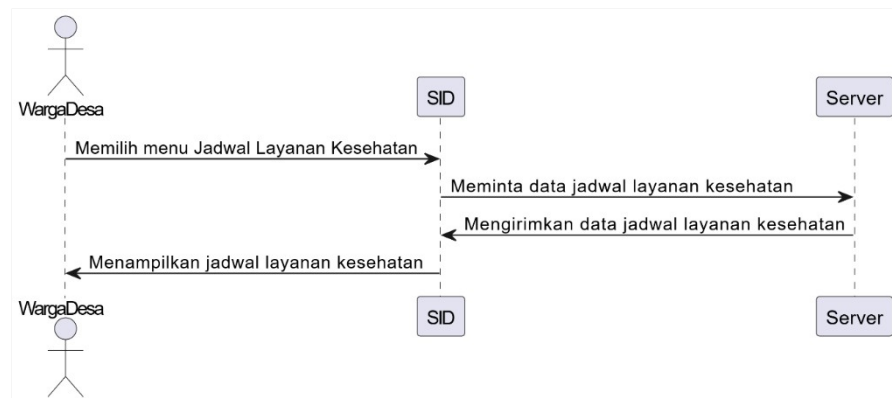 WargaDesa
SID
Server
Memilih menu Jadwal Layanan Kesehatan
Meminta data jadwal layanan kesehatan
Mengirimkan data jadwal layanan kesehatan
Menampilkan jadwal layanan kesehatan
WargaDesa
SID
Server